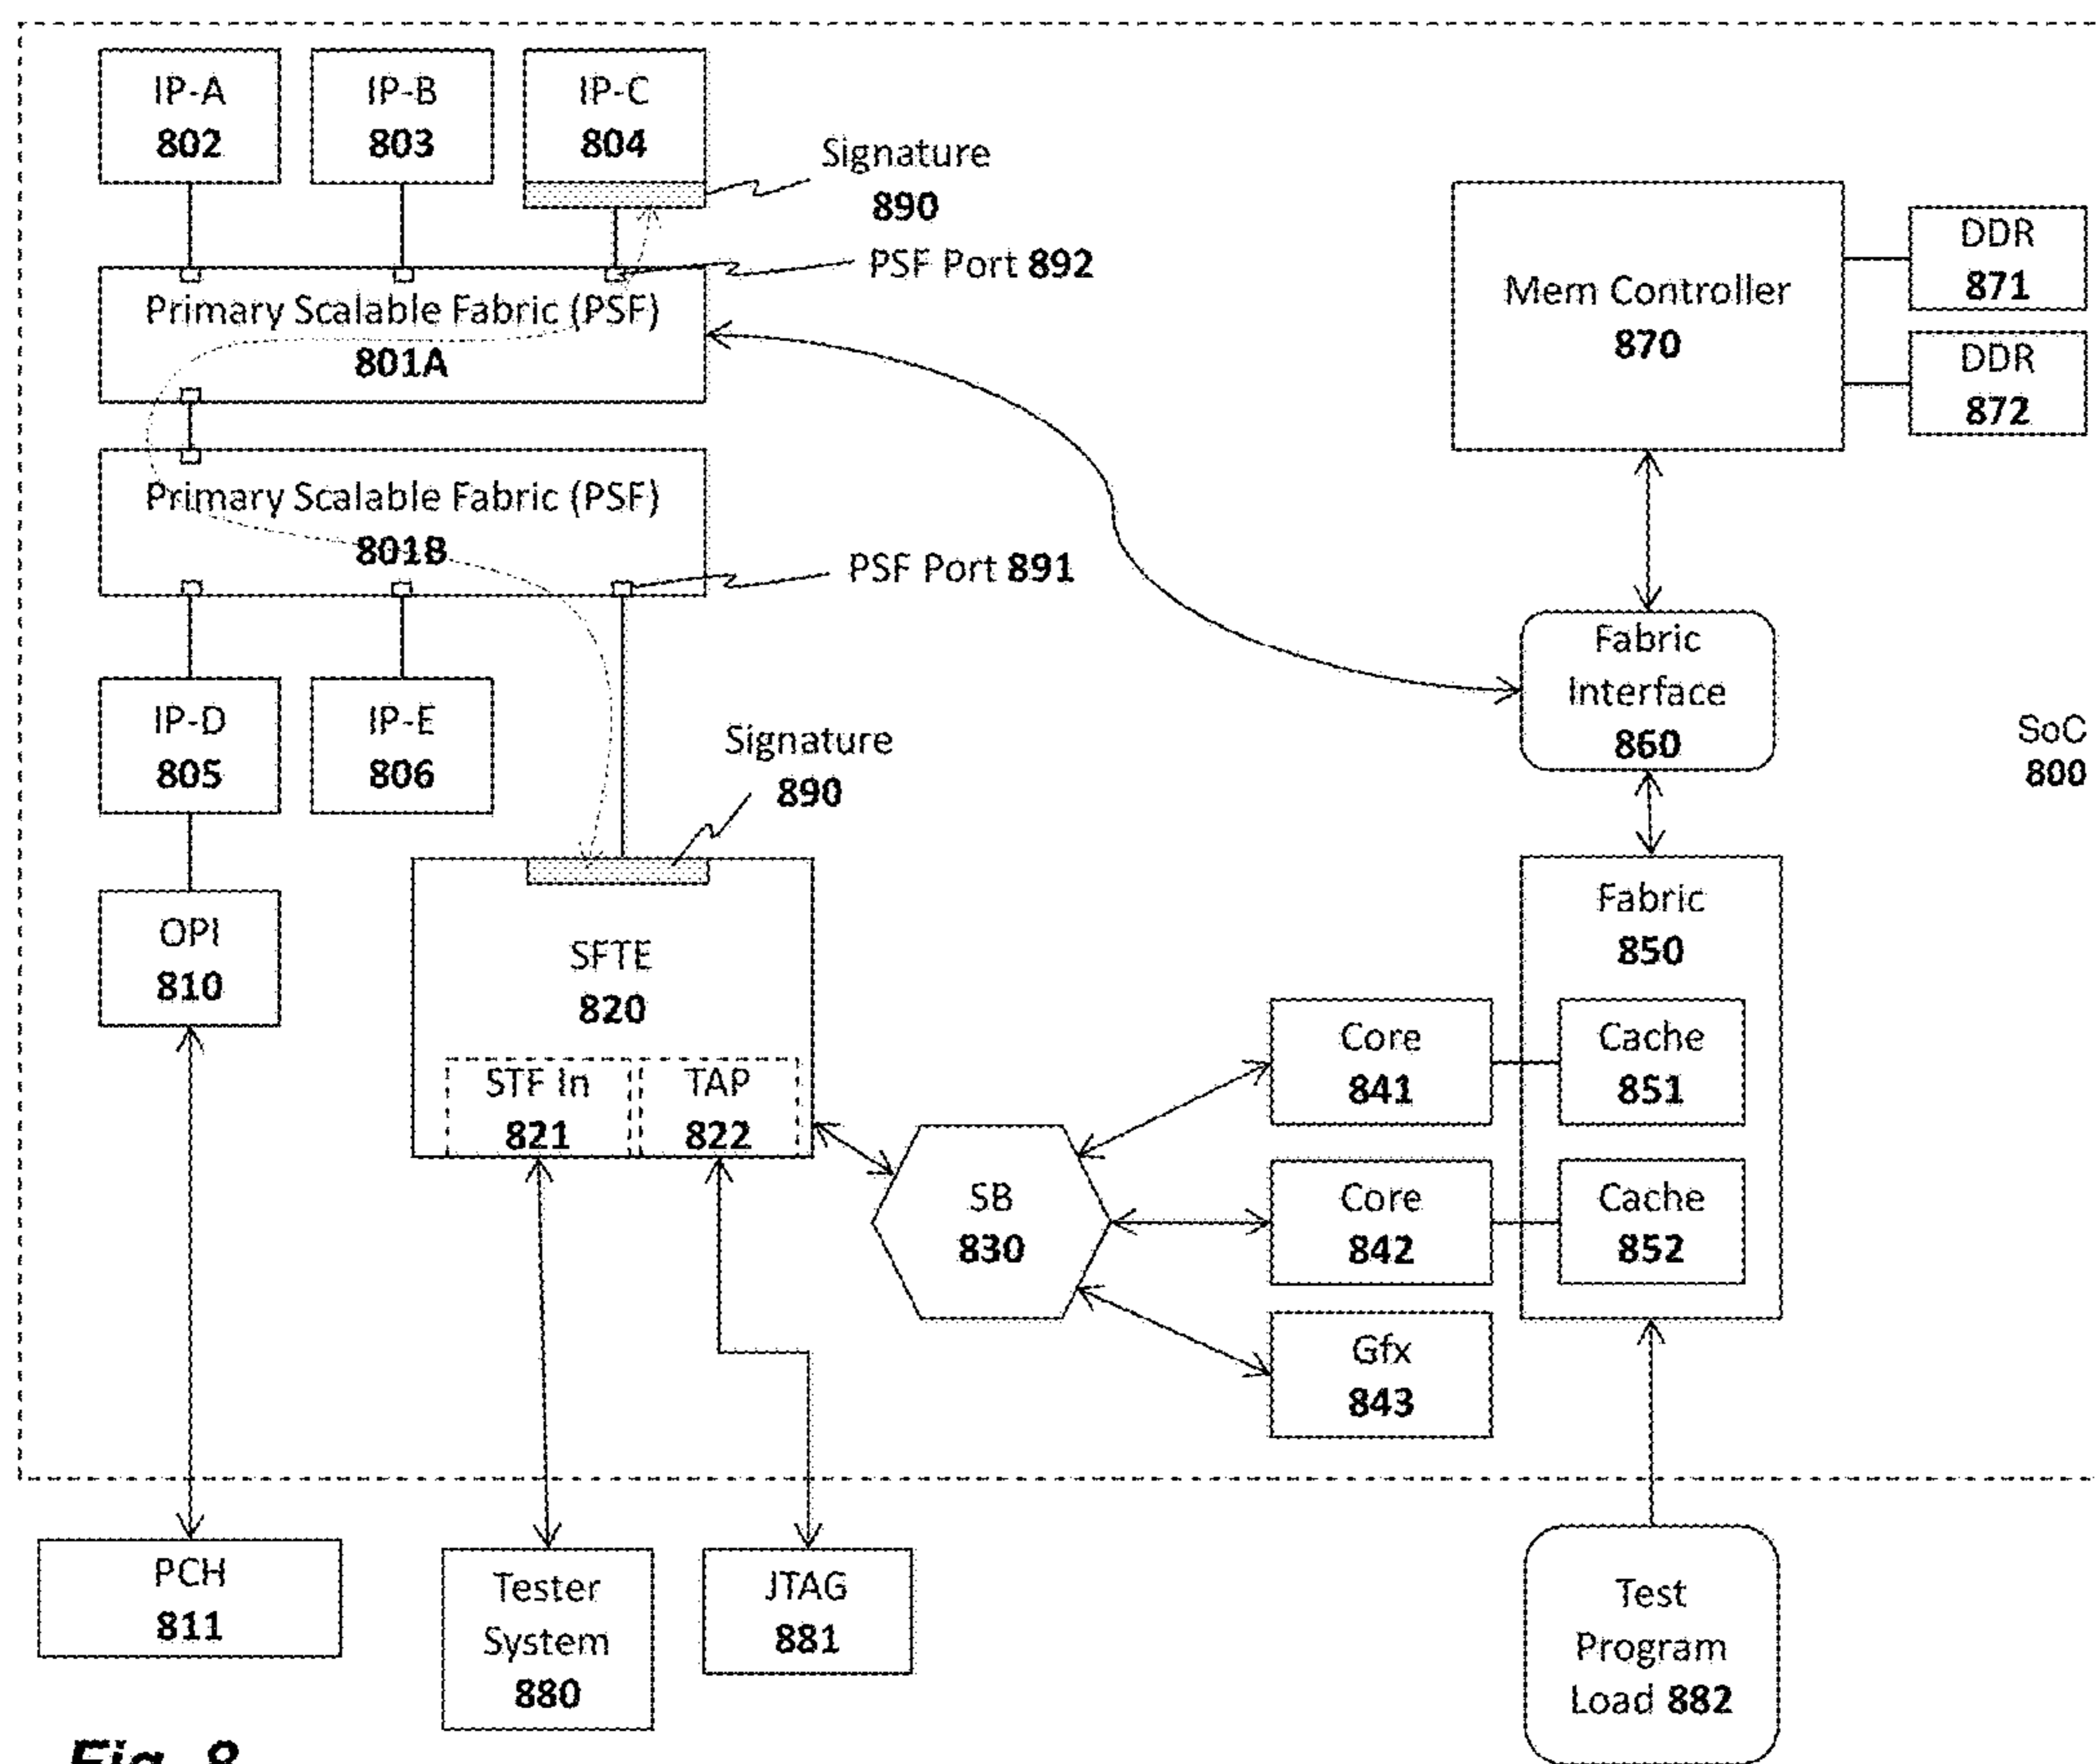 IP-A
802
IP-B
803
IP-C
804
Signature
890
PSF Port 892
Primary Scalable Fabric (PSF)
801A
Primary Scalable Fabric (PSF)
801B
PSF Port 891
IP-D
805
IP-E
806
Signature
890
OPI
810
SFTE
820
STF In
821
TAP
822
SB
830
Mem Controller
870
DDR
871
DDR
872
Fabric
Interface
860
SoC
800
Fabric
850
Core
841
Cache
851
Core
842
Cache
852
Gfx
843
PCH
811
Tester
System
880
JTAG
881
Test
Program
Load 882
Fig. 8